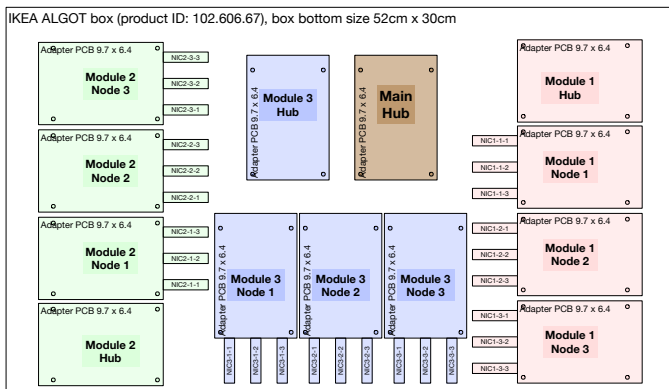 IKEA ALGOT box (product ID: 102.606.67), box bottom size 52cm x 30cm
Adapter PCB 9.7 x 6.4
Module 2
Node 3
NIC2-3-3
NIC2-3-2
NIC2-3-1
Adapter PCB 9.7 x 6.4
Module 2
Node 2
NIC2-2-3
NIC2-2-2
NIC2-2-1
Adapter PCB 9.7 x 6.4
Module 2
Node 1
NIC2-1-3
NIC2-1-2
NIC2-1-1
Adapter PCB 9.7 x 6.4
Module 2
Hub
Adapter PCB 9.7 x 6.4
Module 3
Hub
Adapter PCB 9.7 x 6.4
Main
Hub
Adapter PCB 9.7 x 6.4
Module 3
Node 1
NIC3-1-1
NIC3-1-2
NIC3-1-3
Adapter PCB 9.7 x 6.4
Module 3
Node 2
NIC3-2-1
NIC3-2-2
NIC3-2-3
Adapter PCB 9.7 x 6.4
Module 3
Node 3
NIC3-3-1
NIC3-3-2
NIC3-3-3
Adapter PCB 9.7 x 6.4
Module 1
Hub
Adapter PCB 9.7 x 6.4
Module 1
Node 1
NIC1-1-1
NIC1-1-2
NIC1-1-3
Adapter PCB 9.7 x 6.4
Module 1
Node 2
NIC1-2-1
NIC1-2-2
NIC1-2-3
Adapter PCB 9.7 x 6.4
Module 1
Node 3
NIC1-3-1
NIC1-3-2
NIC1-3-3